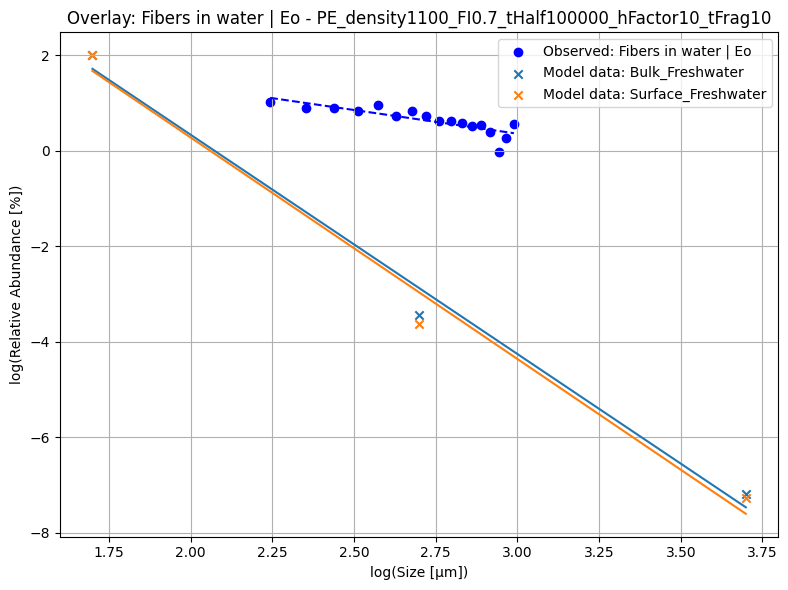 Overlay: Fibers in water | Eo - PE_density1100_FI0.7_tHalf100000_hFactor10_tFrag10
Observed: Fibers in water | Eo
Model data: Bulk_Freshwater
Model data: Surface_Freshwater
log(Relative Abundance [%])
2
0
−2
−4
−6
−8
1.75
2.00
2.25
2.50
2.75
3.00
3.25
3.50
3.75
log(Size [µm])